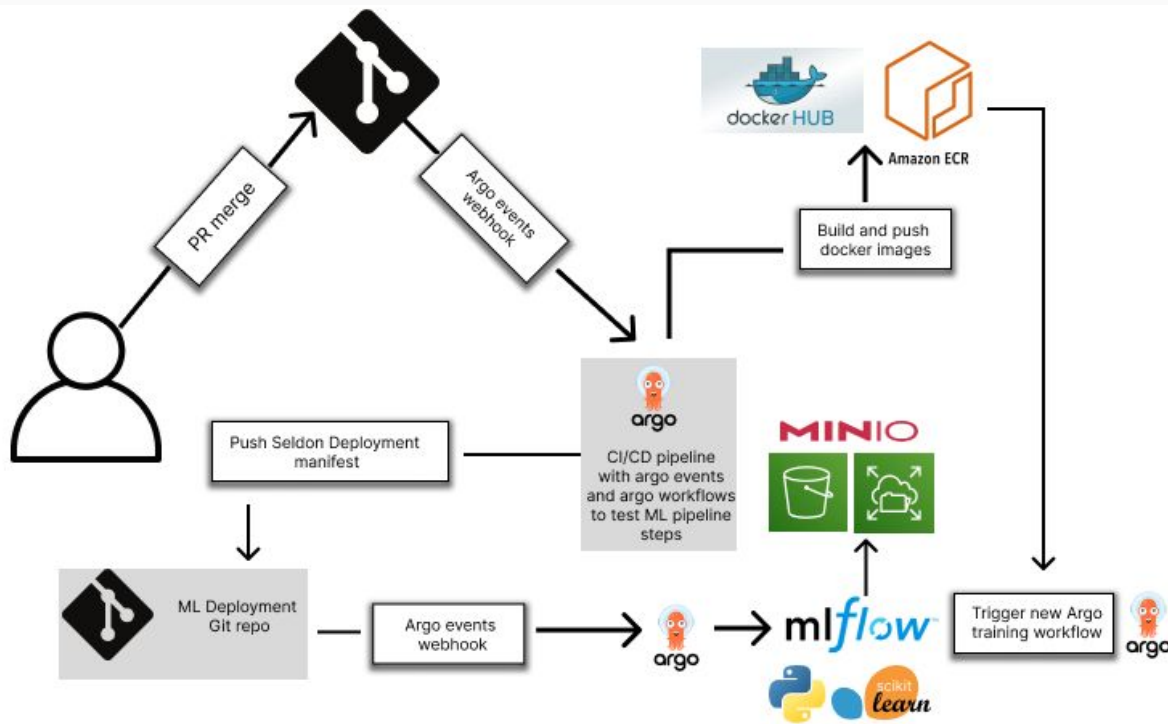 docker HUB
Amazon ECR
PR merge
Argo events
webhook
Build and push
docker images
argo
CI/CD pipeline
with argo events
and argo workflows
to test ML pipeline
steps
Push Seldon Deployment
manifest
MINIO
ML Deployment
Git repo
Argo events
webhook
argo
mlflow™
Trigger new Argo
training workflow
argo
scikit
learn